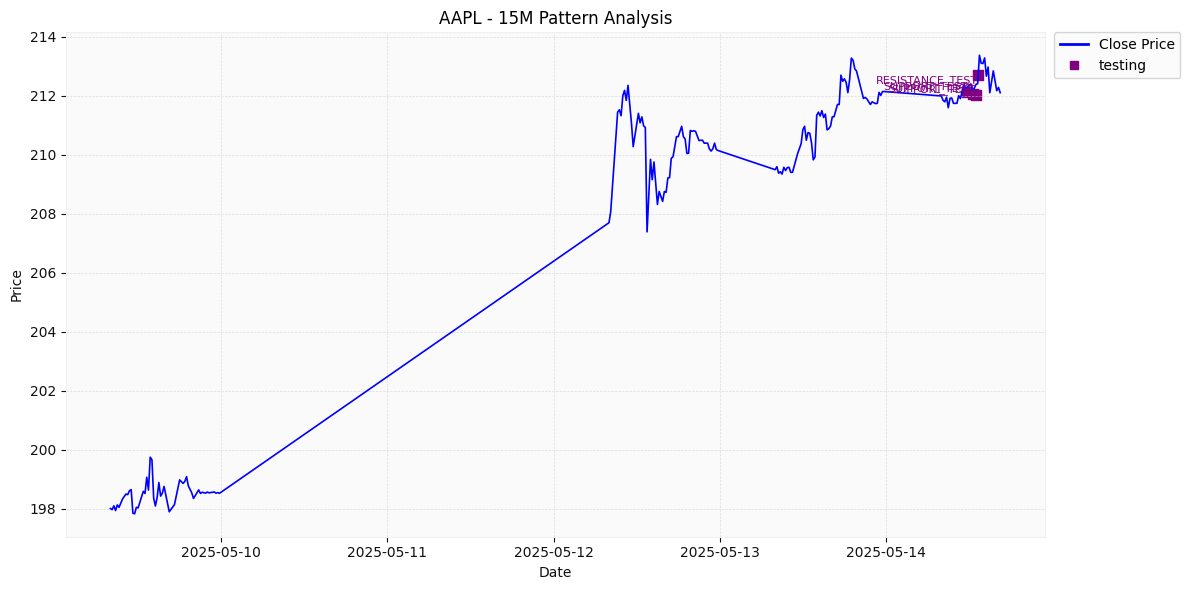 AAPL - 15M Pattern Analysis
214
212
210
208
206
204
202
200
198
Price
2025-05-10
2025-05-11
2025-05-12
2025-05-13
2025-05-14
Date
RESISTANCE_TEST
Close Price
testing